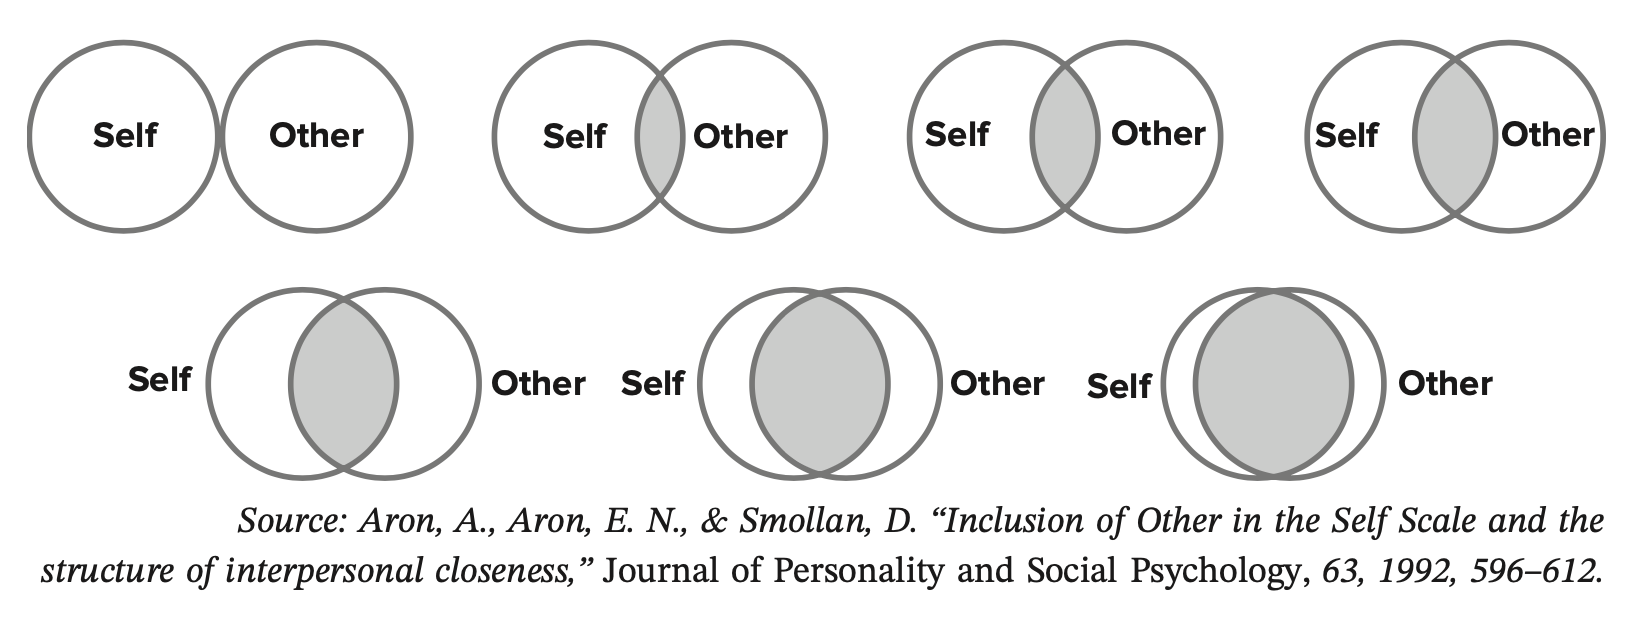 Self Other Self Other Self Other Self Other
Self Other Self Other Self Other
Source: Aron, A., Aron, E. N., & Smollan, D. “Inclusion of Other in the Self Scale and the
structure of interpersonal closeness,” Journal of Personality and Social Psychology, 63, 1992, 596–612.